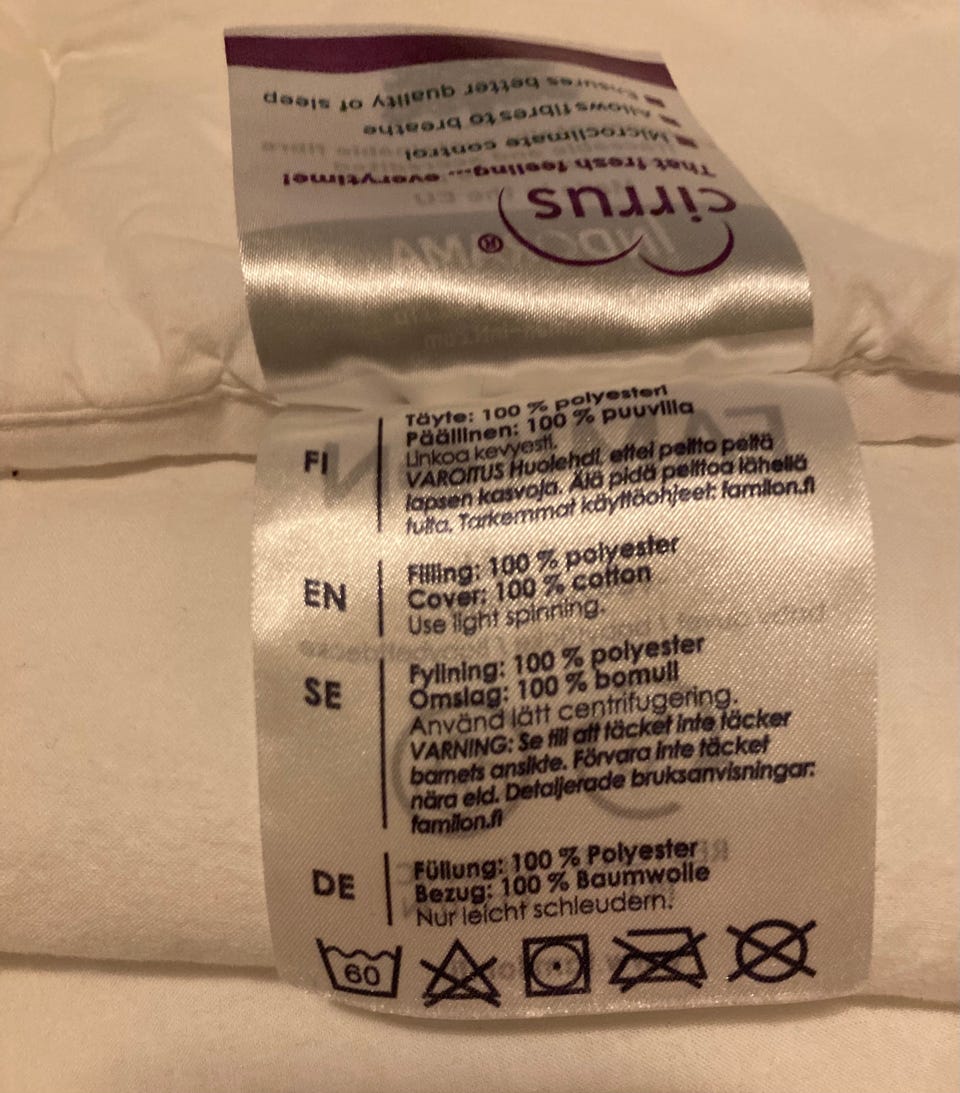 cirrus®
That fresh feeling... everytime!
■ Microclimate control
■ Allows fibres to breathe
■ Ensures better quality of sleep
FI
Täyte: 100 % polyesteri
Päällinen: 100 % puuvilla
Linkoa kevyesti.
VAROITUS Huolehdi, ettei peitto peitä
lapsen kasvoja. Älä pidä peittoa lähellä
tulta. Tarkemmat käyttöohjeet: familon.fi
EN
Filling: 100 % polyester
Cover: 100 % cotton
Use light spinning.
SE
Fyllning: 100 % polyester
Omslag: 100 % bomull
Använd lätt centrifugering.
VARNING: Se till att täcket inte täcker
barnets ansikte. Förvara inte täcket
nära eld. Detaljerade bruksanvisningar:
familon.fi
DE
Füllung: 100 % Polyester
Bezug: 100 % Baumwolle
Nur leicht schleudern.
60